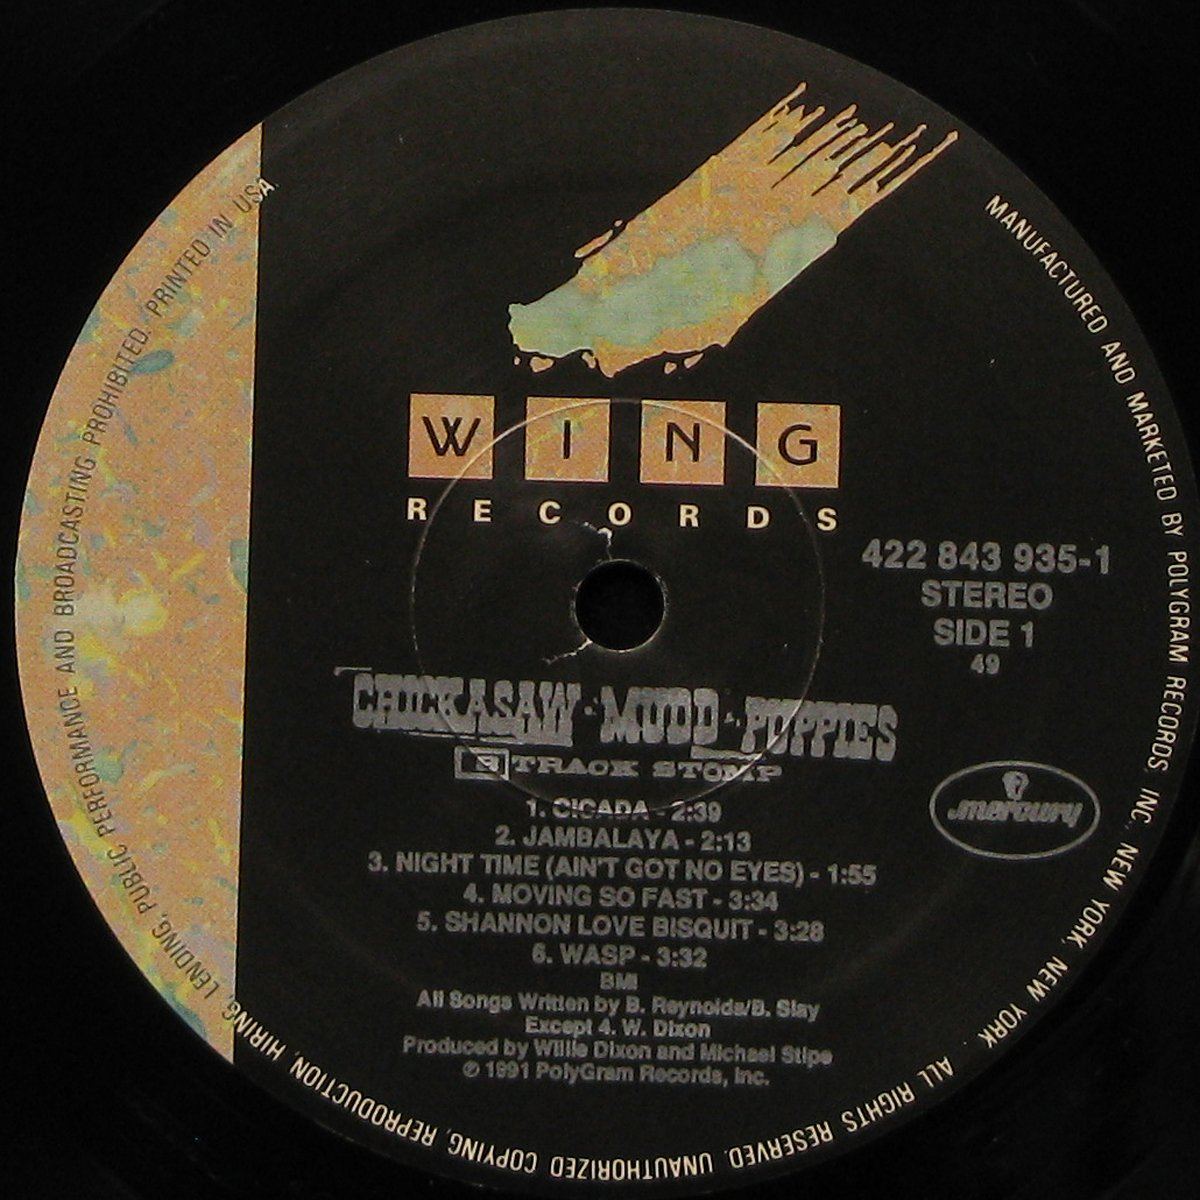 W I N G
RECORDS
422 843 935-1
STEREO
SIDE 1
49
CHICKASAW · MUDD · PUPPIES
8 TRACK STOMP
mercury
1. CICADA - 2:39
2. JAMBALAYA - 2:13
3. NIGHT TIME (AIN'T GOT NO EYES) - 1:55
4. MOVING SO FAST - 3:34
5. SHANNON LOVE BISQUIT - 3:28
6. WASP - 3:32
BMI
All Songs Written by B. Reynolds/B. Slay
Except 4. W. Dixon
Produced by Willie Dixon and Michael Stipe
℗ 1991 PolyGram Records, Inc.
MANUFACTURED AND MARKETED BY POLYGRAM RECORDS, INC., NEW YORK, NEW YORK. ALL RIGHTS RESERVED. UNAUTHORIZED COPYING, REPRODUCTION, HIRING, LENDING, PUBLIC PERFORMANCE AND BROADCASTING PROHIBITED. PRINTED IN USA